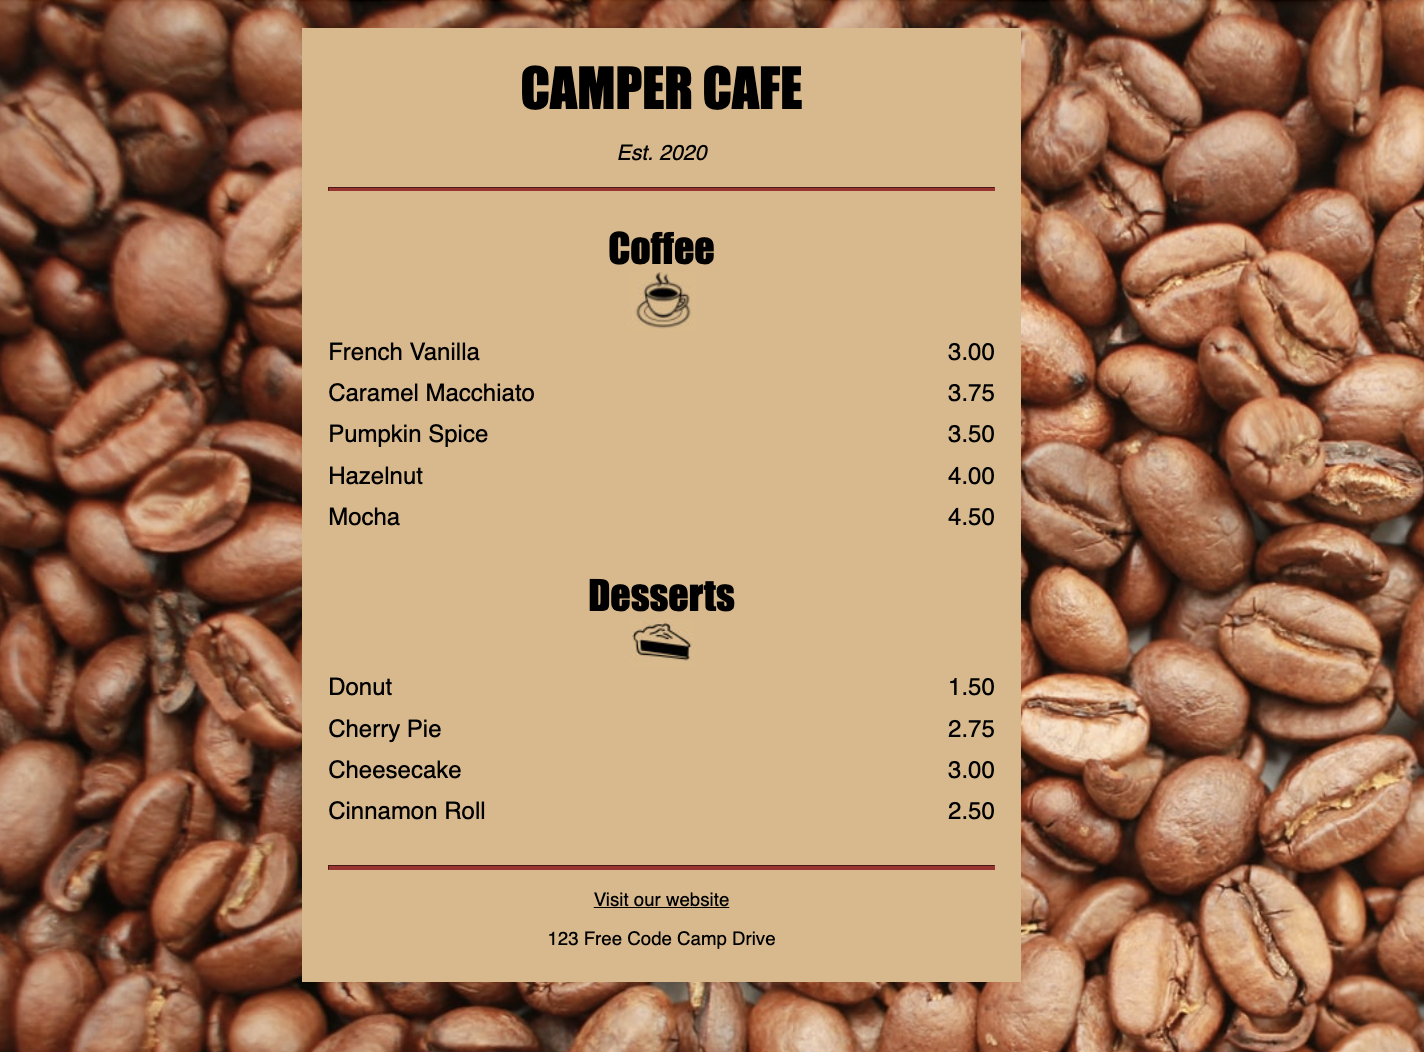 CAMPER CAFE
Est. 2020
Coffee
French Vanilla 3.00
Caramel Macchiato 3.75
Pumpkin Spice 3.50
Hazelnut 4.00
Mocha 4.50
Desserts
Donut 1.50
Cherry Pie 2.75
Cheesecake 3.00
Cinnamon Roll 2.50
Visit our website
123 Free Code Camp Drive